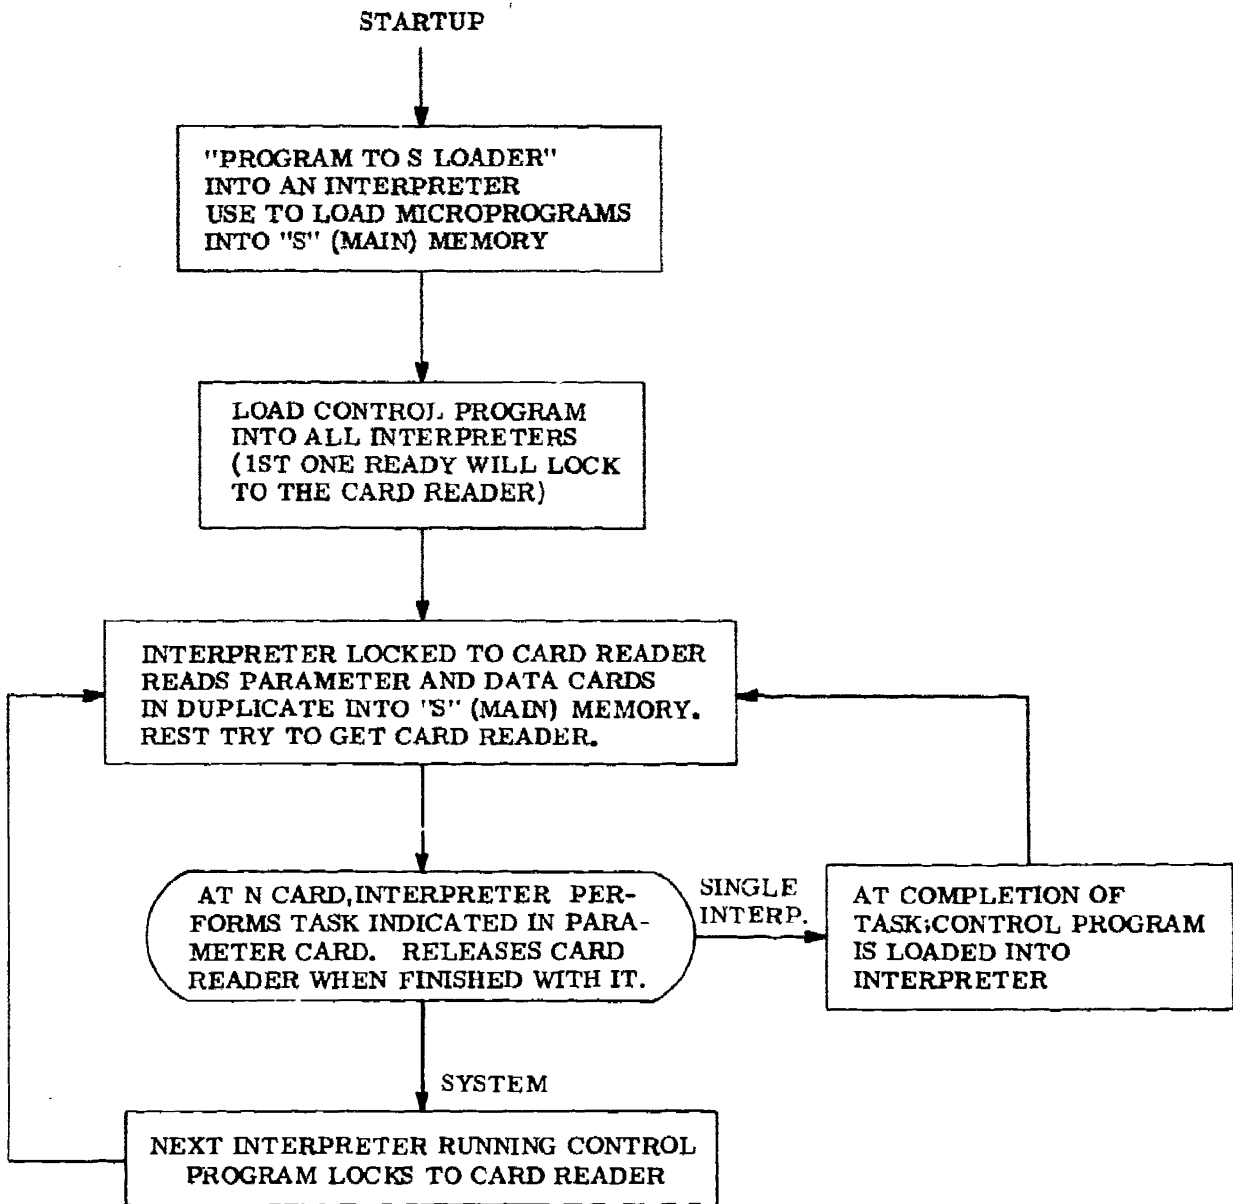 STARTUP
"PROGRAM TO S LOADER"
INTO AN INTERPRETER
USE TO LOAD MICROPROGRAMS
INTO "S" (MAIN) MEMORY
LOAD CONTROL PROGRAM
INTO ALL INTERPRETERS
(1ST ONE READY WILL LOCK
TO THE CARD READER)
INTERPRETER LOCKED TO CARD READER
READS PARAMETER AND DATA CARDS
IN DUPLICATE INTO "S" (MAIN) MEMORY.
REST TRY TO GET CARD READER.
AT N CARD, INTERPRETER PER-
FORMS TASK INDICATED IN PARA-
METER CARD. RELEASES CARD
READER WHEN FINISHED WITH IT.
SINGLE
INTERP.
AT COMPLETION OF
TASK;CONTROL PROGRAM
IS LOADED INTO
INTERPRETER
SYSTEM
NEXT INTERPRETER RUNNING CONTROL
PROGRAM LOCKS TO CARD READER